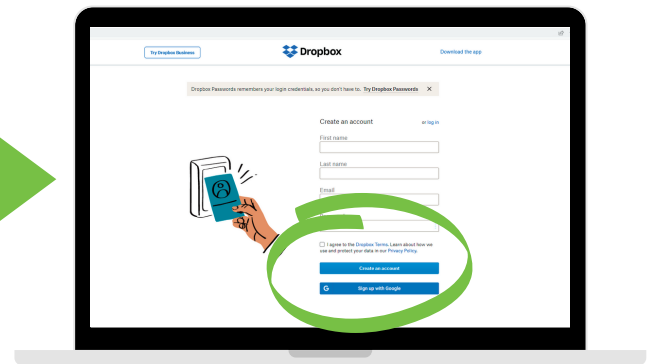 Try Dropbox Business
Dropbox
Download the app
Dropbox Passwords remembers your login credentials, so you don't have to. Try Dropbox Passwords X
Create an account
or log in
First name
Last name
Email
I agree to the Dropbox Terms. Learn about how we
use and protect your data in our Privacy Policy.
Create an account
G Sign up with Google